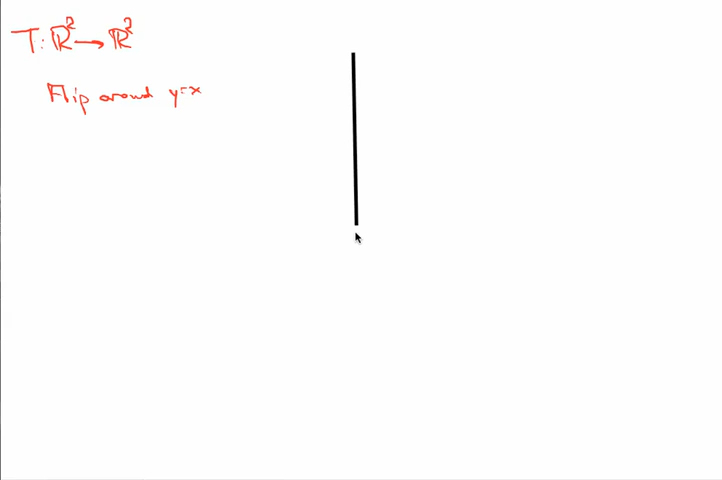 T: ℝ² → ℝ²
Flip around y=x